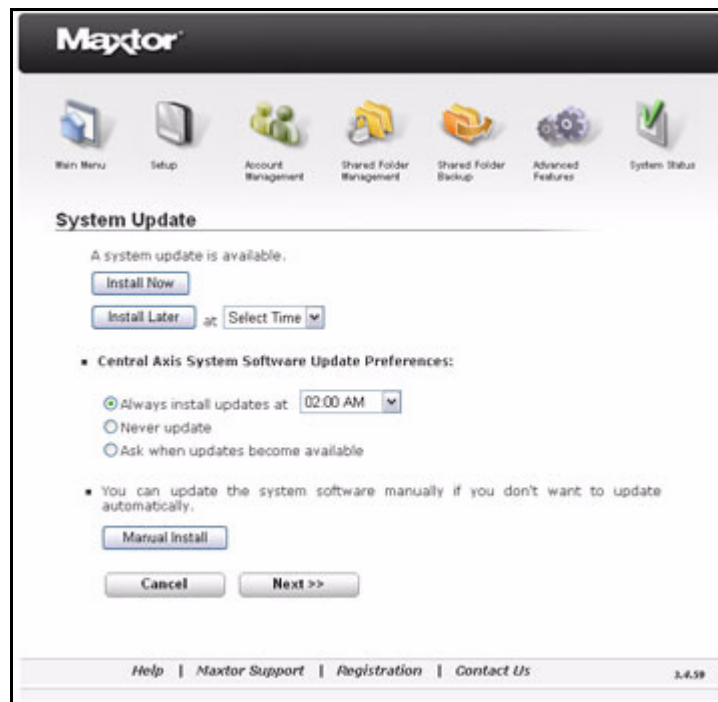 Maxtor
Main Menu
Setup
Account Management
Shared Folder Management
Shared Folder Backup
Advanced Features
System Status
System Update
A system update is available.
Install Now
Install Later at Select Time
Central Axis System Software Update Preferences:
Always install updates at 02:00 AM
Never update
Ask when updates become available
You can update the system software manually if you don't want to update
automatically.
Manual Install
Cancel Next >>
Help | Maxtor Support | Registration | Contact Us
3.4.59